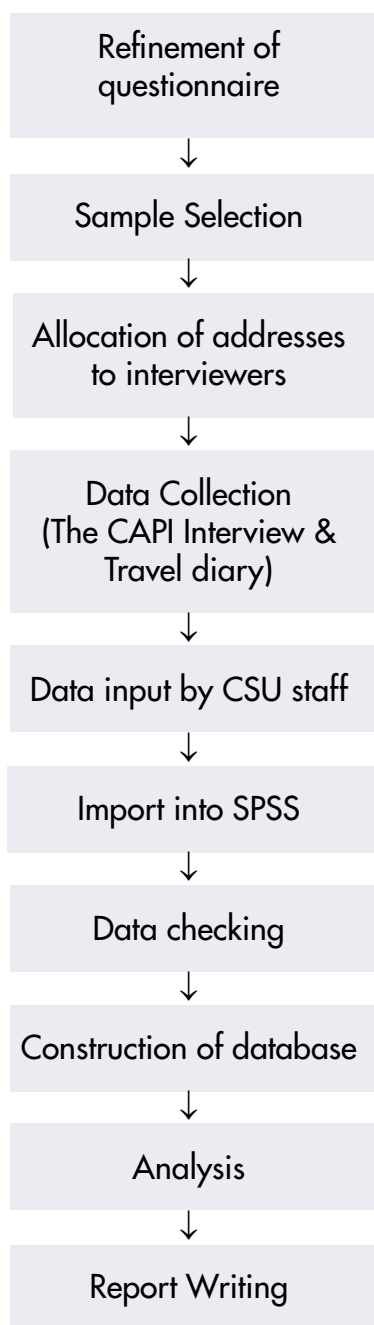 Refinement of
questionnaire
↓
Sample Selection
↓
Allocation of addresses
to interviewers
↓
Data Collection
(The CAPI Interview &
Travel diary)
↓
Data input by CSU staff
↓
Import into SPSS
↓
Data checking
↓
Construction of database
↓
Analysis
↓
Report Writing